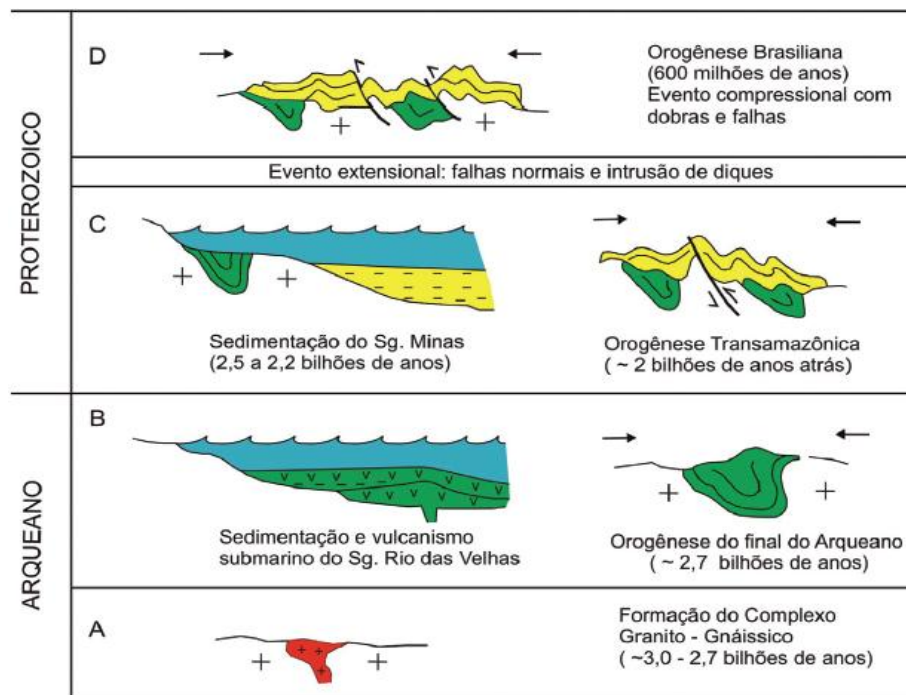 PROTEROZOICO
D
Orogênese Brasiliana
(600 milhões de anos)
Evento compressional com
dobras e falhas
Evento extensional: falhas normais e intrusão de diques
C
Sedimentação do Sg. Minas
(2,5 a 2,2 bilhões de anos)
Orogênese Transamazônica
( ~ 2 bilhões de anos atrás)
ARQUEANO
B
Sedimentação e vulcanismo
submarino do Sg. Rio das Velhas
Orogênese do final do Arqueano
( ~ 2,7 bilhões de anos)
A
Formação do Complexo
Granito - Gnáissico
( ~3,0 - 2,7 bilhões de anos)